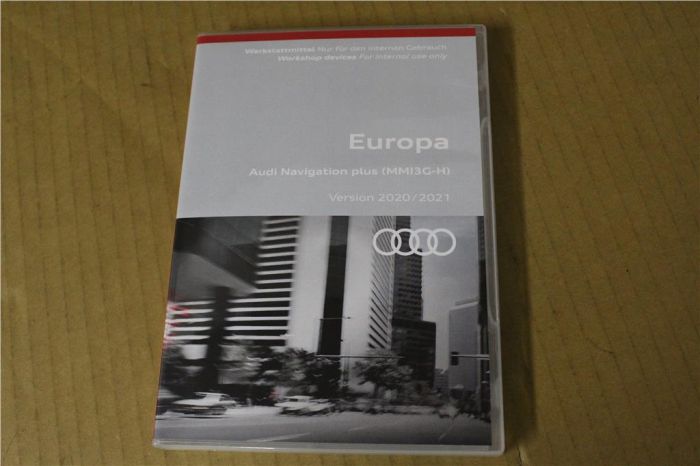 Werkstattmittel Nur für den internen Gebrauch
Workshop devices For internal use only
Europa
Audi Navigation plus (MMI3G-H)
Version 2020/2021